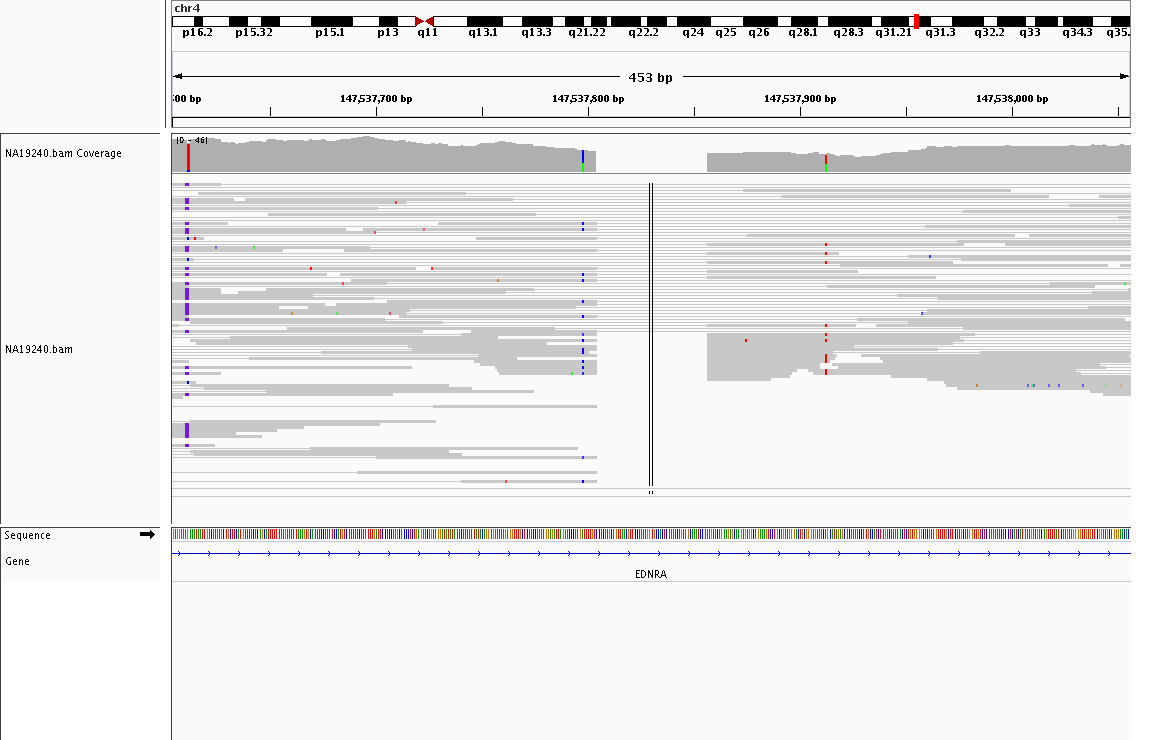 chr4
p16.2 p15.32 p15.1 p13 q11 q13.1 q13.3 q21.22 q22.2 q24 q25 q26 q28.1 q28.3 q31.21 q31.3 q32.2 q33 q34.3 q35.
453 bp
:00 bp 147,537,700 bp 147,537,800 bp 147,537,900 bp 147,538,000 bp
[0 - 46]
NA19240.bam Coverage
NA19240.bam
Sequence
Gene
EDNRA